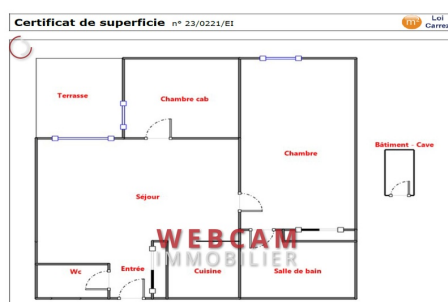 Certificat de superficie n° 23/0221/EI
m² Loi
Carrez
Terrasse
Chambre cab
Chambre
Bâtiment - Cave
Séjour
WEBCAM
IMMOBILIER
Wc
Entrée
Cuisine
Salle de bain